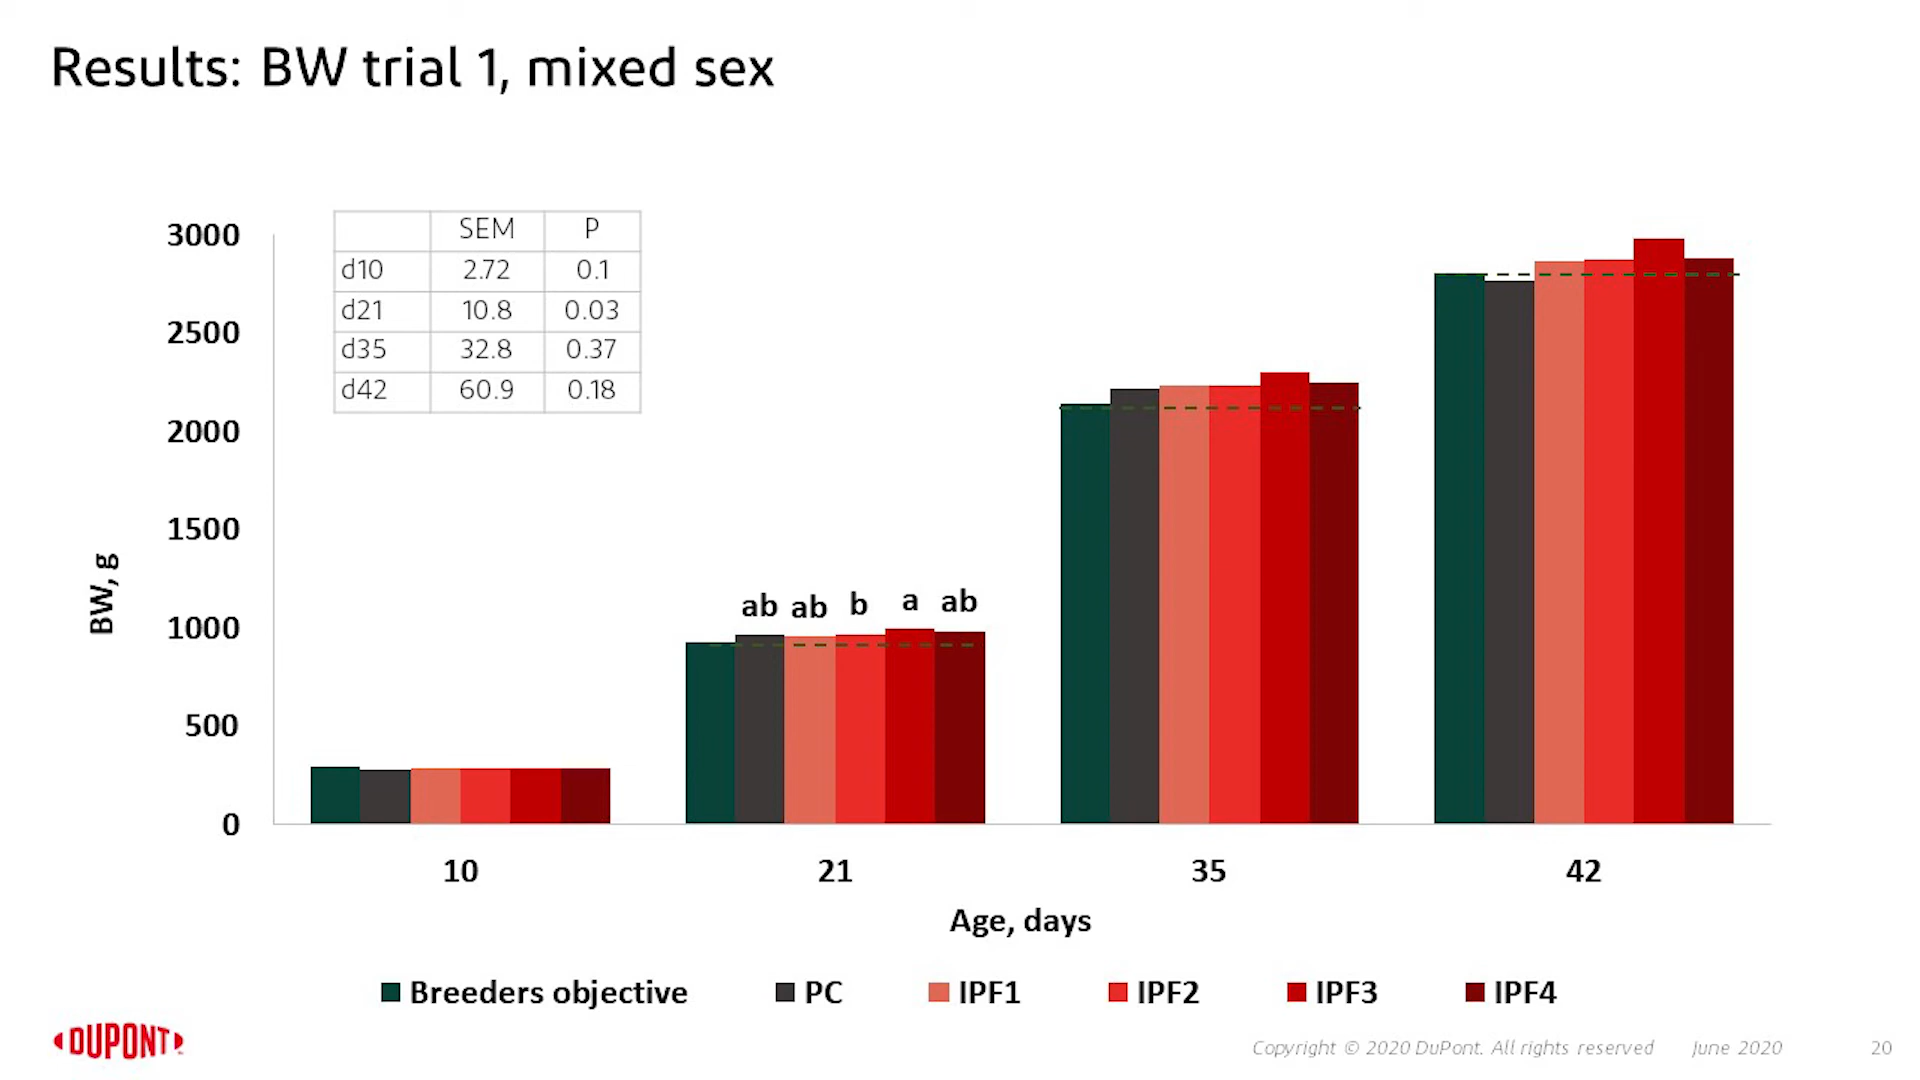 Results: BW trial 1, mixed sex
SEM P
d10 2.72 0.1
d21 10.8 0.03
d35 32.8 0.37
d42 60.9 0.18
3000
2500
2000
1500
1000
500
0
BW, g
ab ab b a ab
10 21 35 42
Age, days
Breeders objective PC IPF1 IPF2 IPF3 IPF4
DUPONT
Copyright © 2020 DuPont. All rights reserved June 2020 20